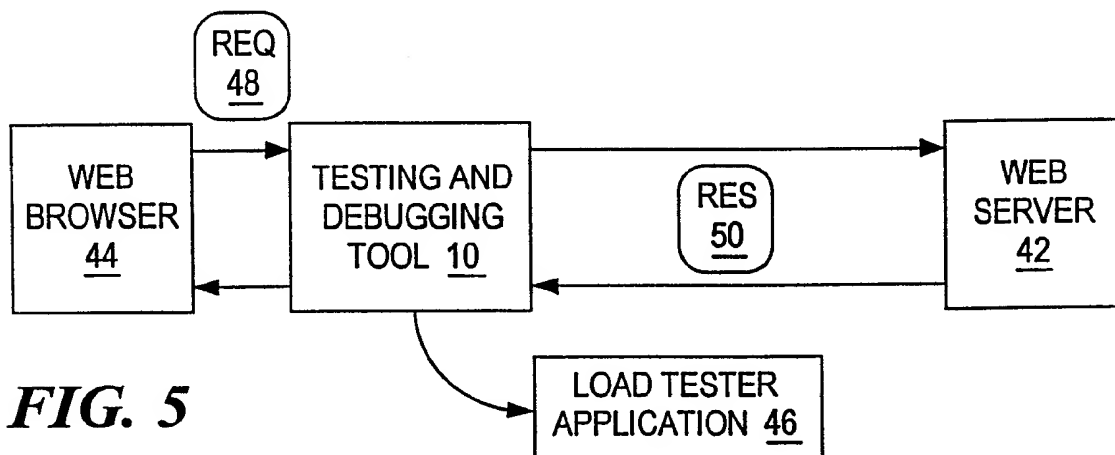 REQ
48
WEB
BROWSER
44
TESTING AND
DEBUGGING
TOOL 10
RES
50
WEB
SERVER
42
LOAD TESTER
APPLICATION 46
FIG. 5